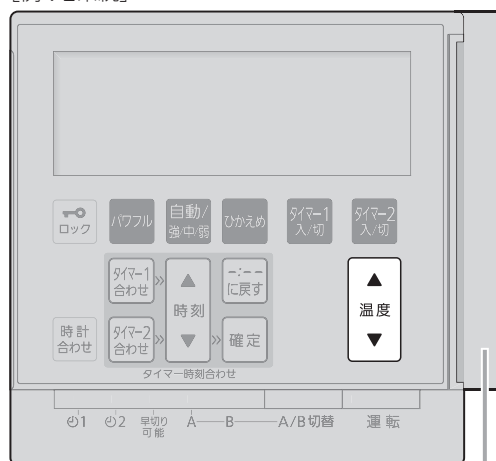 ロック
パワフル
自動/
強・中・弱
ひかえめ
タイマー1
入/切
タイマー2
入/切
タイマー1
合わせ
▲
時刻
▼
-:--
に戻す
▲
温度
▼
時計
合わせ
タイマー2
合わせ
確定
タイマー時刻合わせ
1
2
早切り
可能
A
B
A/B切替
運転